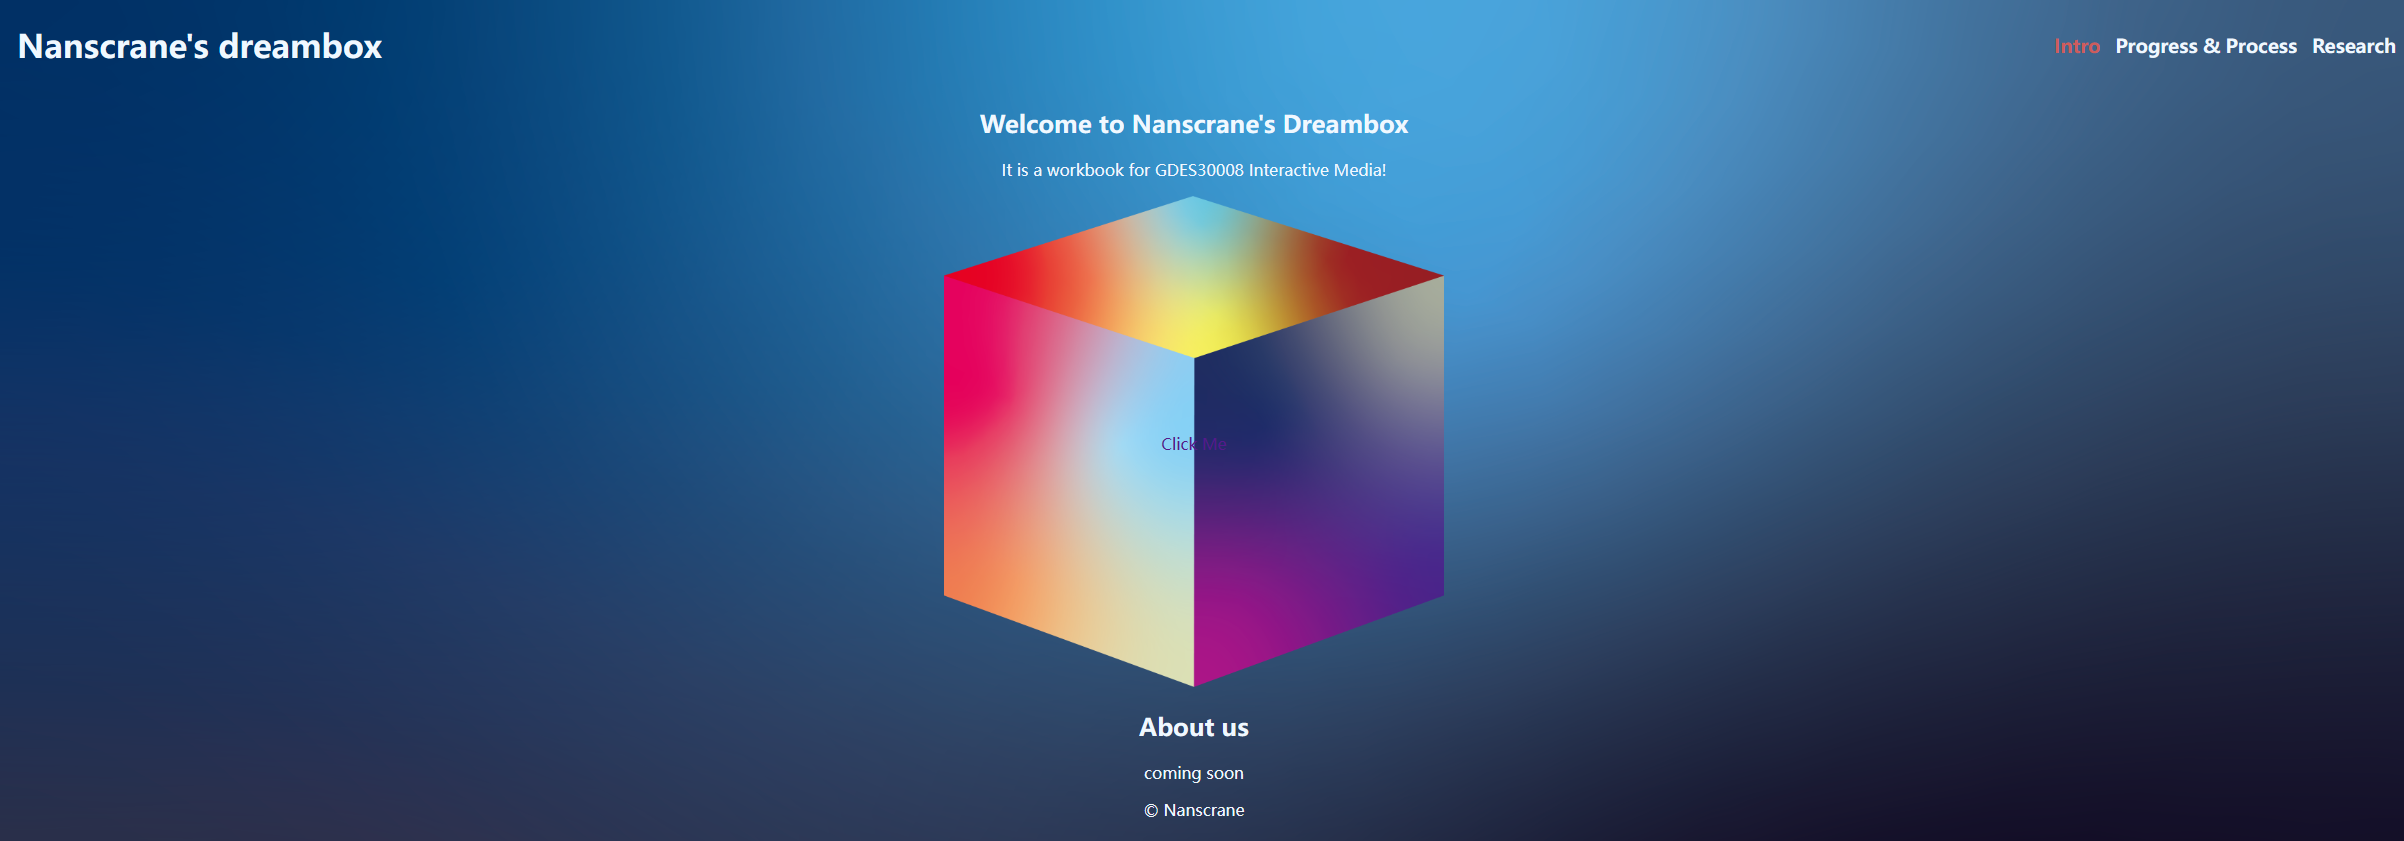 Nanscrane's dreambox
Intro Progress & Process Research
Welcome to Nanscrane's Dreambox
It is a workbook for GDES30008 Interactive Media!
Click Me
About us
coming soon
© Nanscrane